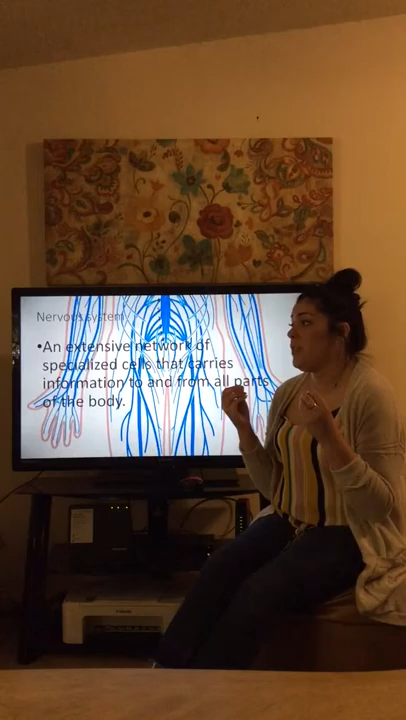 Nervous system
•An extensive network of
specialized cells that carries
information to and from all parts
of the body.